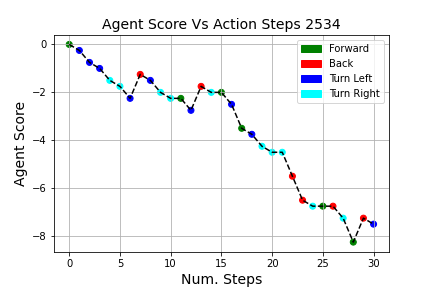 Agent Score Vs Action Steps 2534
Forward
Back
Turn Left
Turn Right
Agent Score
0
−2
−4
−6
−8
0 5 10 15 20 25 30
Num. Steps